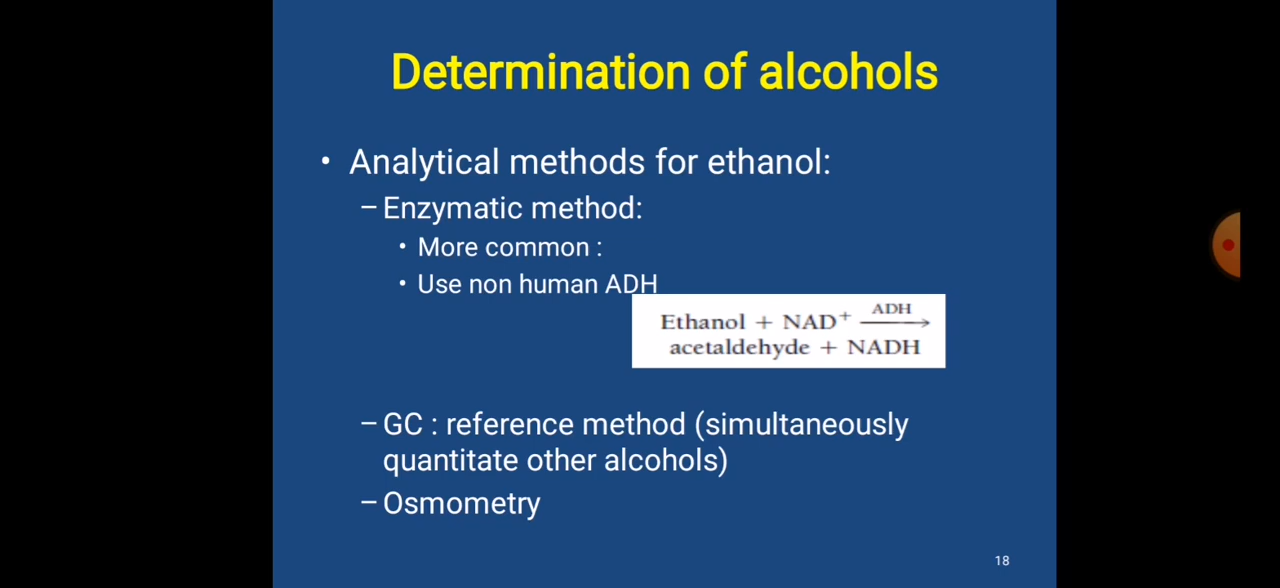 Determination of alcohols
• Analytical methods for ethanol:
– Enzymatic method:
• More common :
• Use non human ADH
Ethanol + NAD⁺ ADH →
acetaldehyde + NADH
– GC : reference method (simultaneously
quantitate other alcohols)
– Osmometry
18